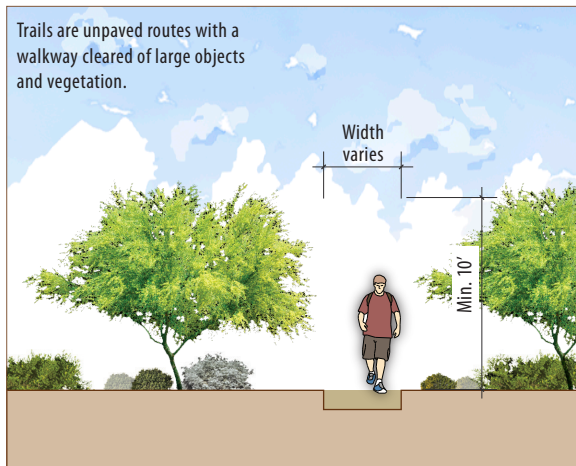 Trails are unpaved routes with a
walkway cleared of large objects
and vegetation.
Width
varies
Min. 10’